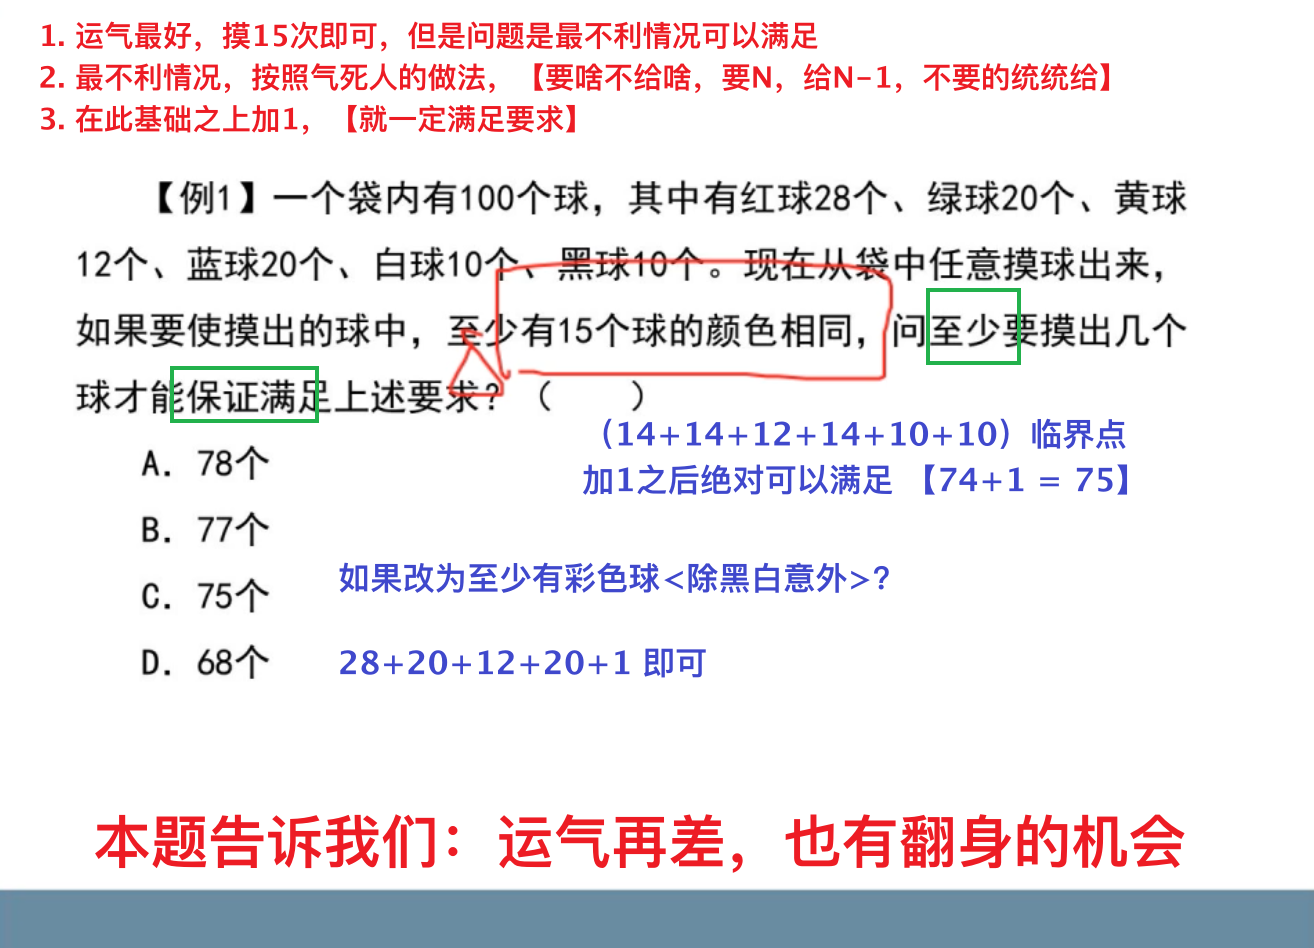 1. 运气最好，摸15次即可，但是问题是最不利情况可以满足
2. 最不利情况，按照气死人的做法，【要啥不给啥，要N，给N-1，不要的统统给】
3. 在此基础之上加1，【就一定满足要求】
【例1】一个袋内有100个球，其中有红球28个、绿球20个、黄球
12个、蓝球20个、白球10个、黑球10个。现在从袋中任意摸球出来，
如果要使摸出的球中，至少有15个球的颜色相同，问至少要摸出几个
球才能保证满足上述要求？（　　）
（14+14+12+14+10+10）临界点
A. 78个
加1之后绝对可以满足 【74+1 = 75】
B. 77个
如果改为至少有彩色球<除黑白意外>?
C. 75个
D. 68个
28+20+12+20+1 即可
本题告诉我们：运气再差，也有翻身的机会